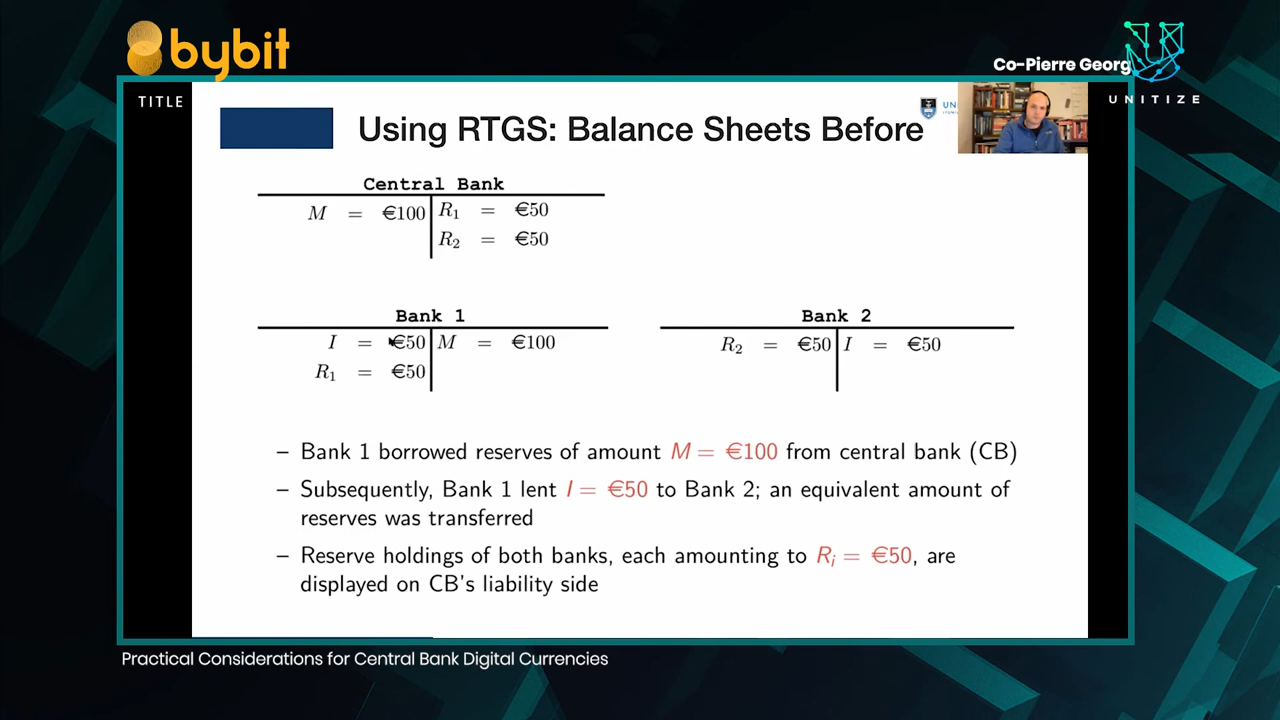 bybit
Co-Pierre Georg
UNITIZE
TITLE
Using RTGS: Balance Sheets Before
Central Bank
M = €100 R1 = €50
R2 = €50
Bank 1
I = €50 M = €100
R1 = €50
Bank 2
R2 = €50 I = €50
– Bank 1 borrowed reserves of amount M = €100 from central bank (CB)
– Subsequently, Bank 1 lent I = €50 to Bank 2; an equivalent amount of
reserves was transferred
– Reserve holdings of both banks, each amounting to Ri = €50, are
displayed on CB's liability side
Practical Considerations for Central Bank Digital Currencies